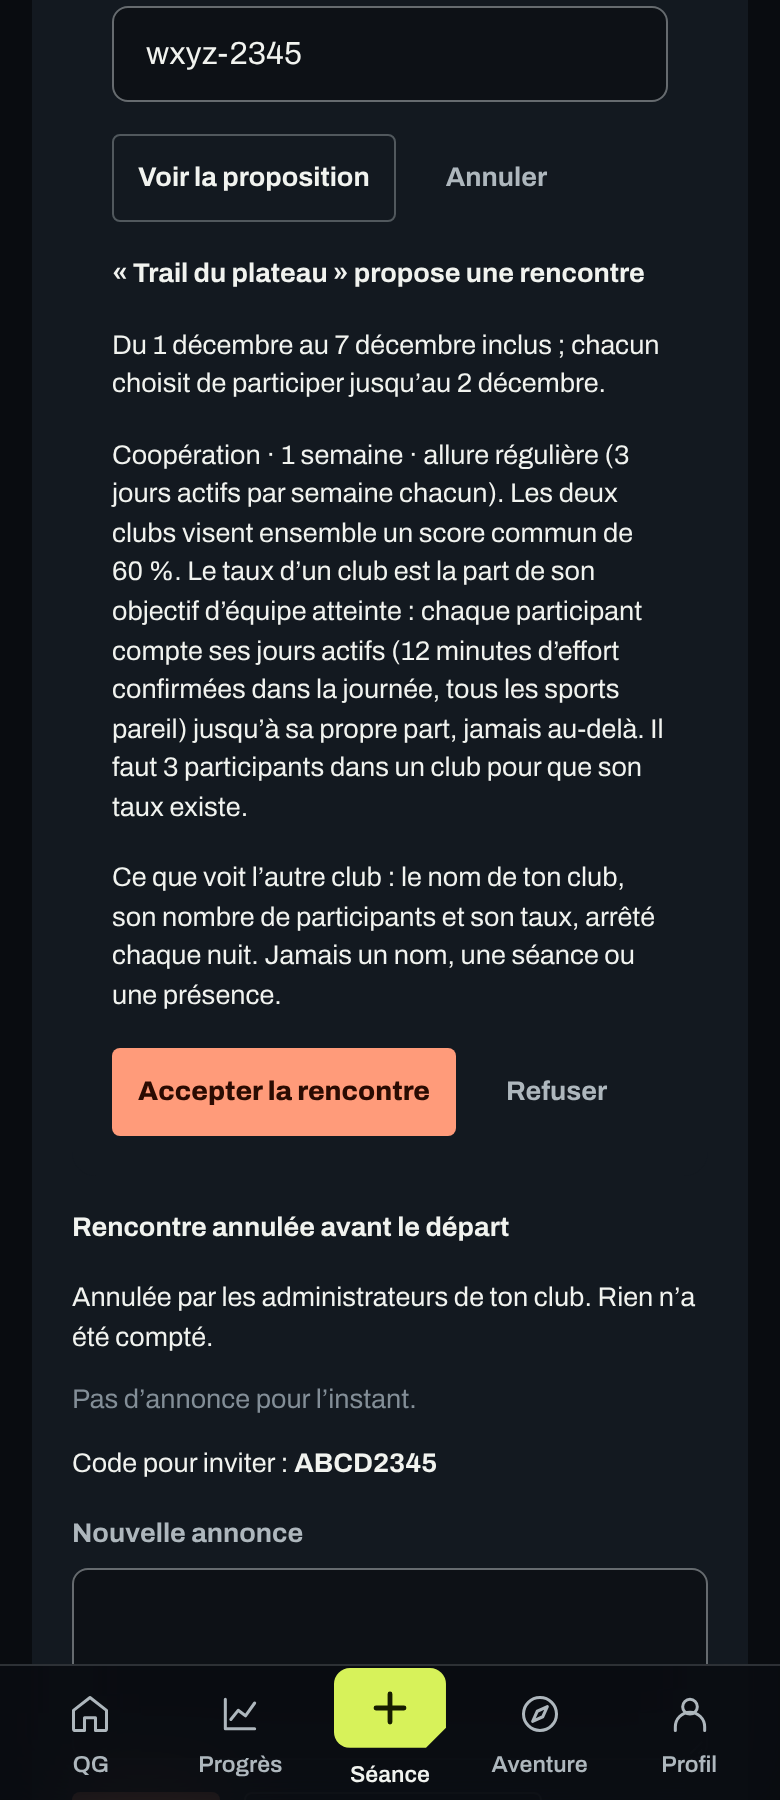 wxyz-2345
Voir la proposition
Annuler
« Trail du plateau » propose une rencontre
Du 1 décembre au 7 décembre inclus ; chacun
choisit de participer jusqu’au 2 décembre.
Coopération · 1 semaine · allure régulière (3
jours actifs par semaine chacun). Les deux
clubs visent ensemble un score commun de
60 %. Le taux d’un club est la part de son
objectif d’équipe atteinte : chaque participant
compte ses jours actifs (12 minutes d’effort
confirmées dans la journée, tous les sports
pareil) jusqu’à sa propre part, jamais au-delà. Il
faut 3 participants dans un club pour que son
taux existe.
Ce que voit l’autre club : le nom de ton club,
son nombre de participants et son taux, arrêté
chaque nuit. Jamais un nom, une séance ou
une présence.
Accepter la rencontre
Refuser
Rencontre annulée avant le départ
Annulée par les administrateurs de ton club. Rien n’a
été compté.
Pas d’annonce pour l’instant.
Code pour inviter : ABCD2345
Nouvelle annonce
QG
Progrès
Séance
Aventure
Profil